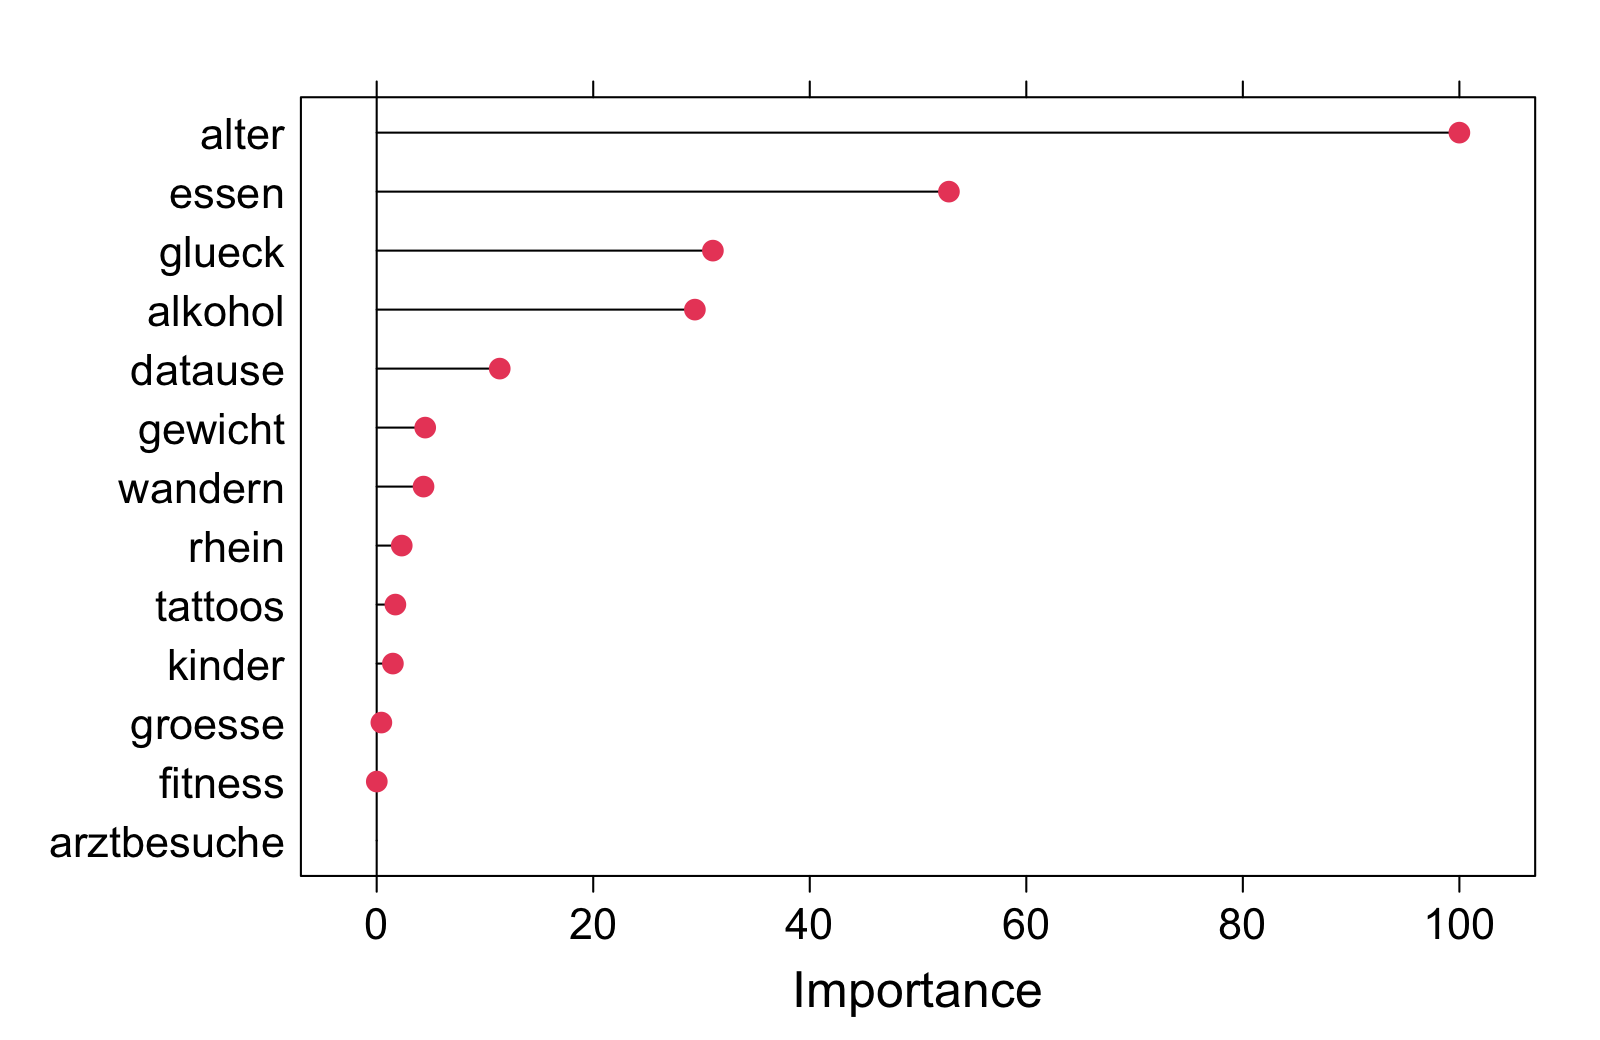 alter
essen
glueck
alkohol
datause
gewicht
wandern
rhein
tattoos
kinder
groesse
fitness
arztbesuche
0 20 40 60 80 100
Importance